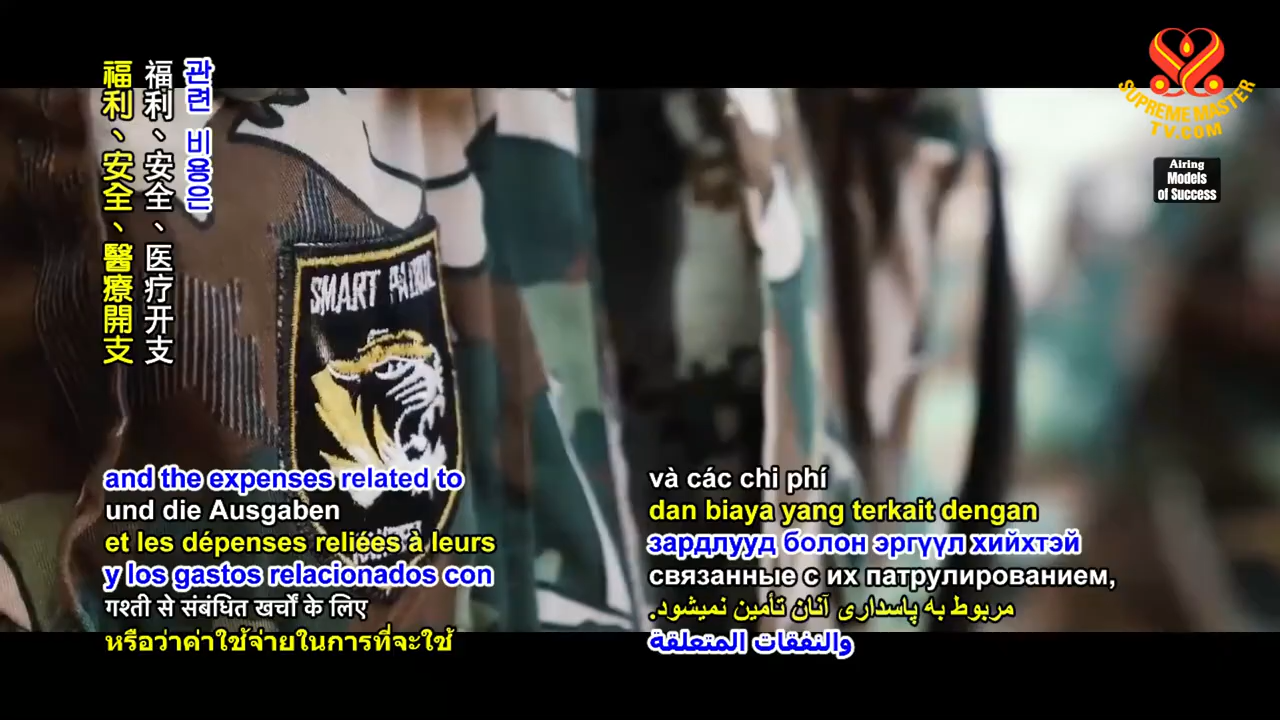 福利、安全、醫療開支
福利、安全、医疗开支
관련 비용은
SUPREME MASTER
TV.COM
Airing
Models
of Success
SMART PATROL
and the expenses related to
und die Ausgaben
et les dépenses reliées à leurs
y los gastos relacionados con
गश्ती से संबंधित खर्चों के लिए
หรือว่าค่าใช้จ่ายในการที่จะใช้
và các chi phí
dan biaya yang terkait dengan
зардлууд болон эргүүл хийхтэй
связанные с их патрулированием,
مربوط به پاسداری آنان تأمین نمیشود.
والنفقات المتعلقة